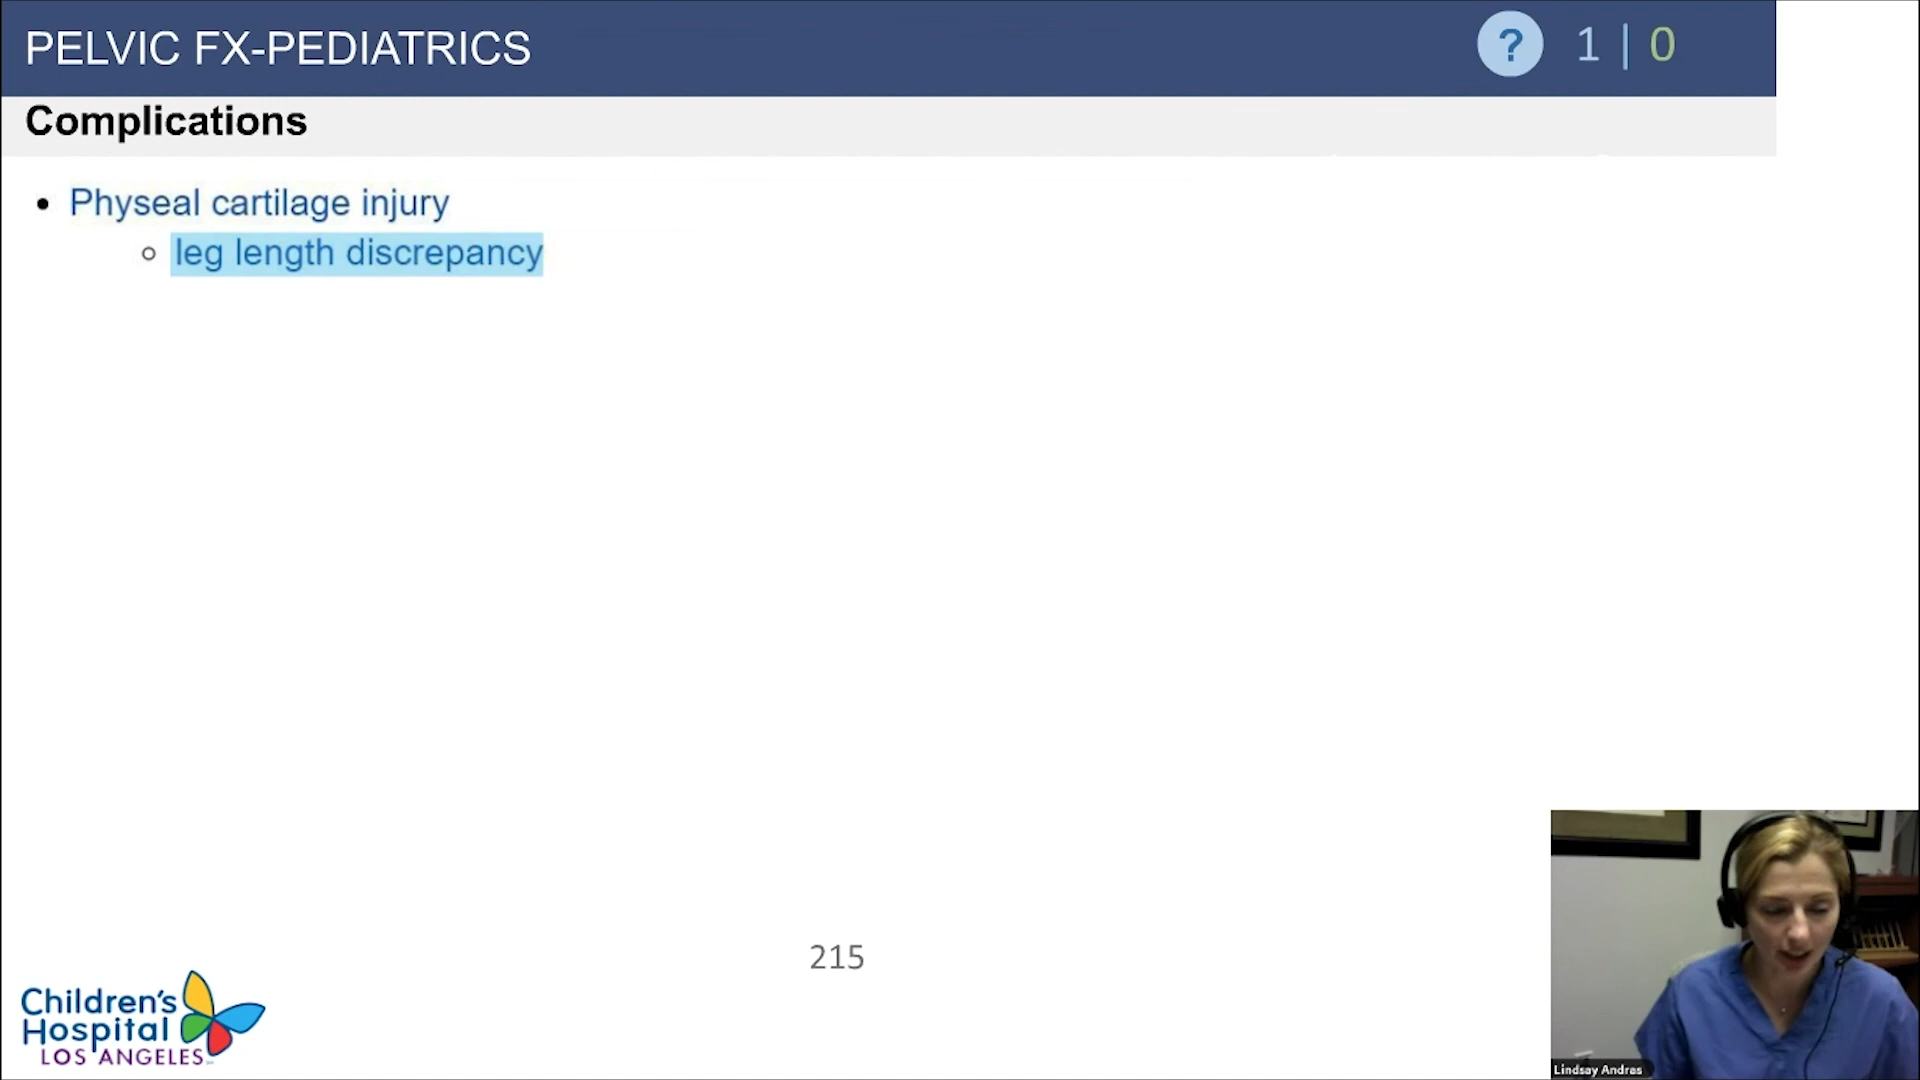 PELVIC FX-PEDIATRICS
? 1 | 0
Complications
• Physeal cartilage injury
○ leg length discrepancy
215
Children's
Hospital
LOS ANGELES
Lindsay Andras